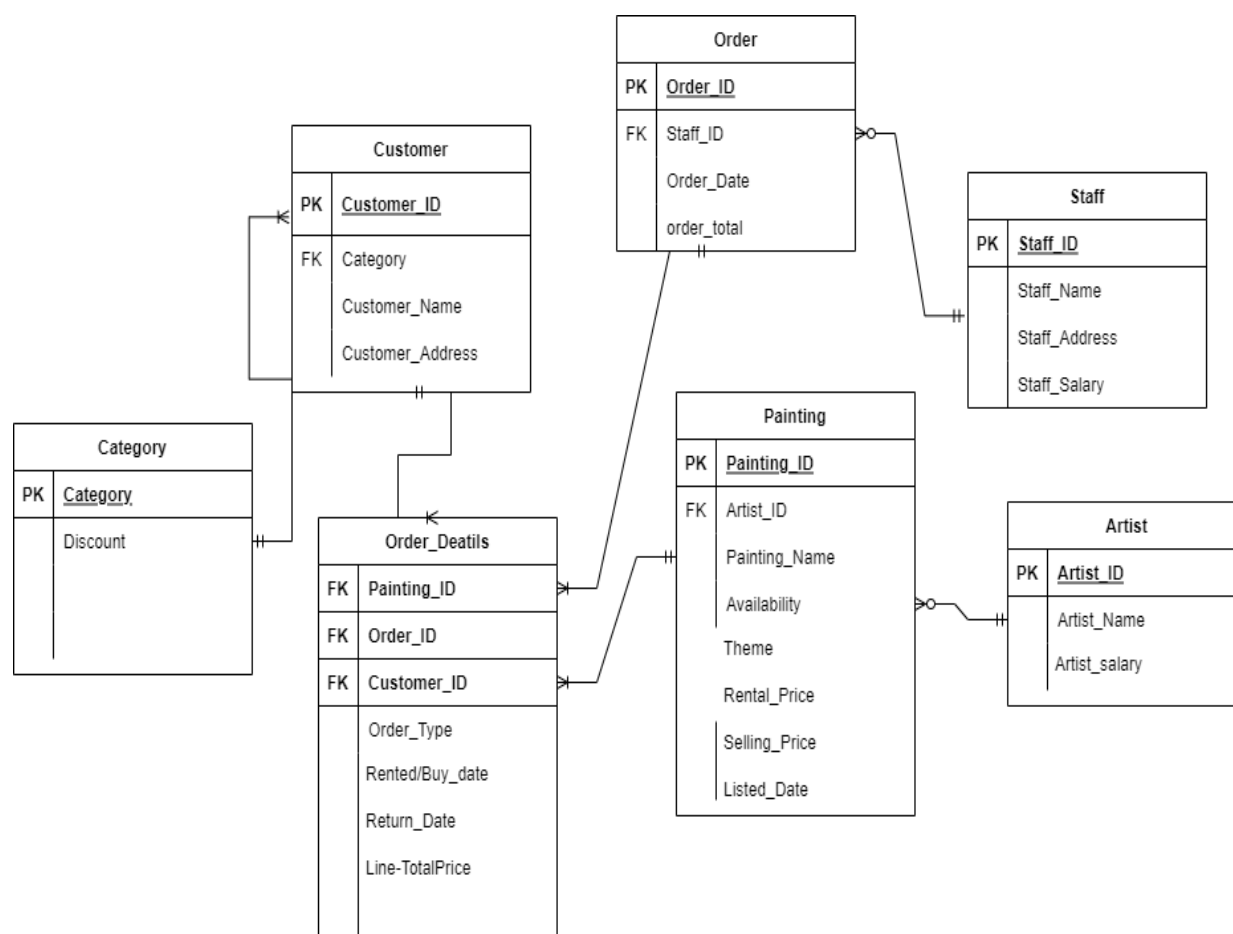 Order
PK Order_ID
FK Staff_ID
Order_Date
order_total
Customer
PK Customer_ID
FK Category
Customer_Name
Customer_Address
Staff
PK Staff_ID
Staff_Name
Staff_Address
Staff_Salary
Category
PK Category
Discount
Painting
PK Painting_ID
FK Artist_ID
Painting_Name
Availability
Theme
Rental_Price
Selling_Price
Listed_Date
Order_Deatils
FK Painting_ID
FK Order_ID
FK Customer_ID
Order_Type
Rented/Buy_date
Return_Date
Line-TotalPrice
Artist
PK Artist_ID
Artist_Name
Artist_salary